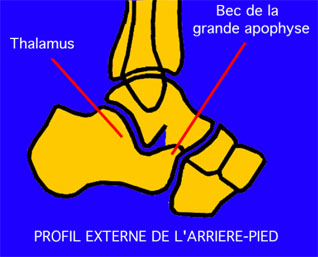 Bec de la
grande apophyse
Thalamus
PROFIL EXTERNE DE L'ARRIERE-PIED